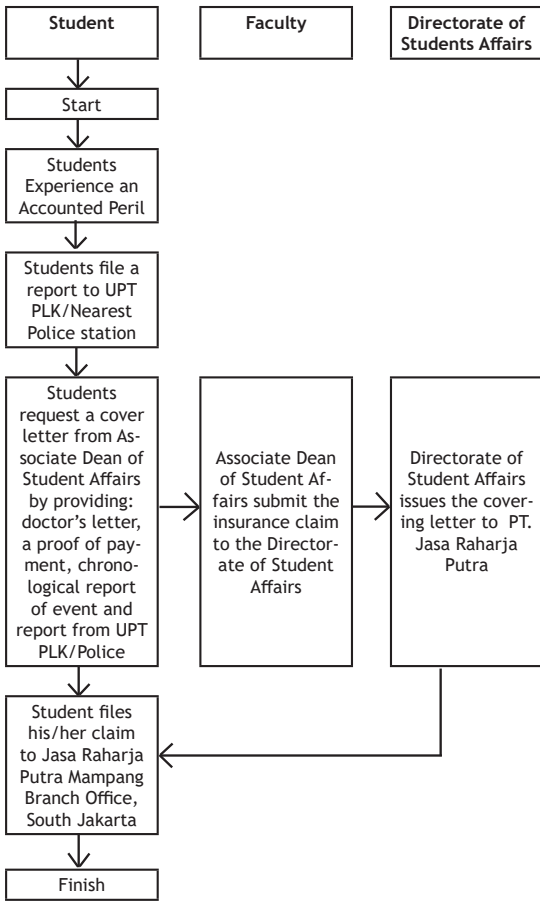 Student
Faculty
Directorate of
Students Affairs
Start
Students
Experience an
Accounted Peril
Students file a
report to UPT
PLK/Nearest
Police station
Students
request a cover
letter from As-
sociate Dean of
Student Affairs
by providing:
doctor's letter,
a proof of pay-
ment, chrono-
logical report
of event and
report from UPT
PLK/Police
Associate Dean
of Student Af-
fairs submit the
insurance claim
to the Director-
ate of Student
Affairs
Directorate of
Student Affairs
issues the cover-
ing letter to PT.
Jasa Raharja
Putra
Student files
his/her claim
to Jasa Raharja
Putra Mampang
Branch Office,
South Jakarta
Finish